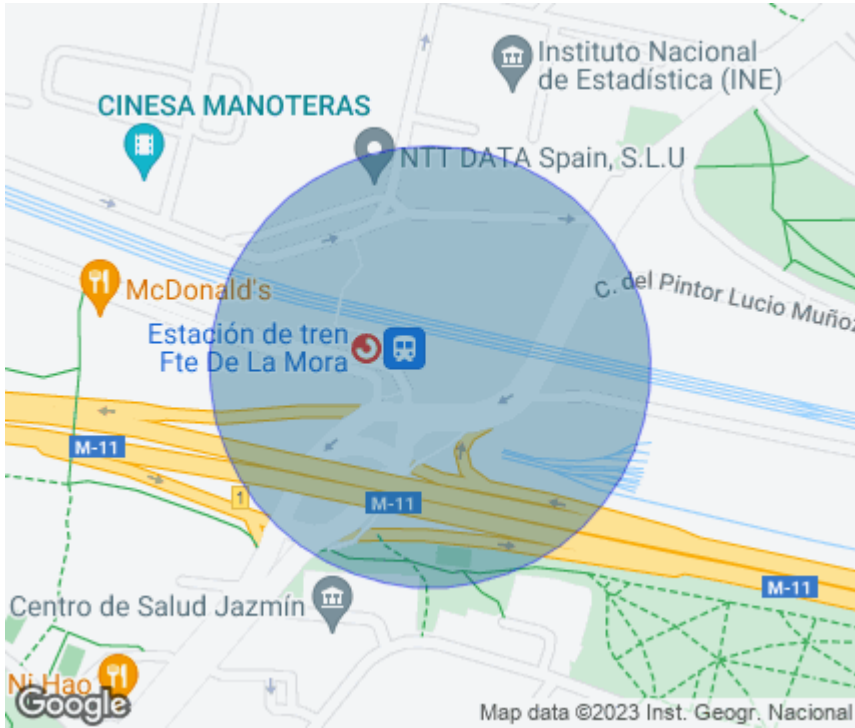 Instituto Nacional
de Estadística (INE)
CINESA MANOTERAS
NTT DATA Spain, S.L.U
McDonald's
C. del Pintor Lucio Muñoz
Estación de tren
Fte De La Mora
M-11
1
M-11
M-11
Centro de Salud Jazmín
Ni Hao
Google
Map data ©2023 Inst. Geogr. Nacional